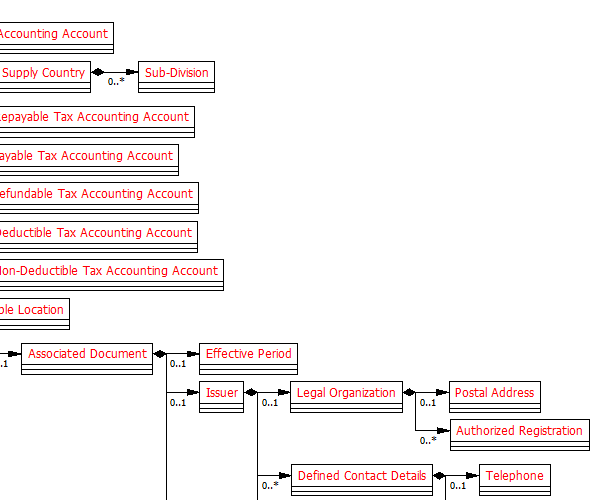 Accounting Account
Supply Country
0..*
Sub-Division
epayable Tax Accounting Account
ayable Tax Accounting Account
efundable Tax Accounting Account
Deductible Tax Accounting Account
Non-Deductible Tax Accounting Account
ble Location
..1
Associated Document
0..1
Effective Period
0..1
Issuer
0..1
Legal Organization
0..1
Postal Address
0..*
Authorized Registration
0..*
Defined Contact Details
0..1
Telephone